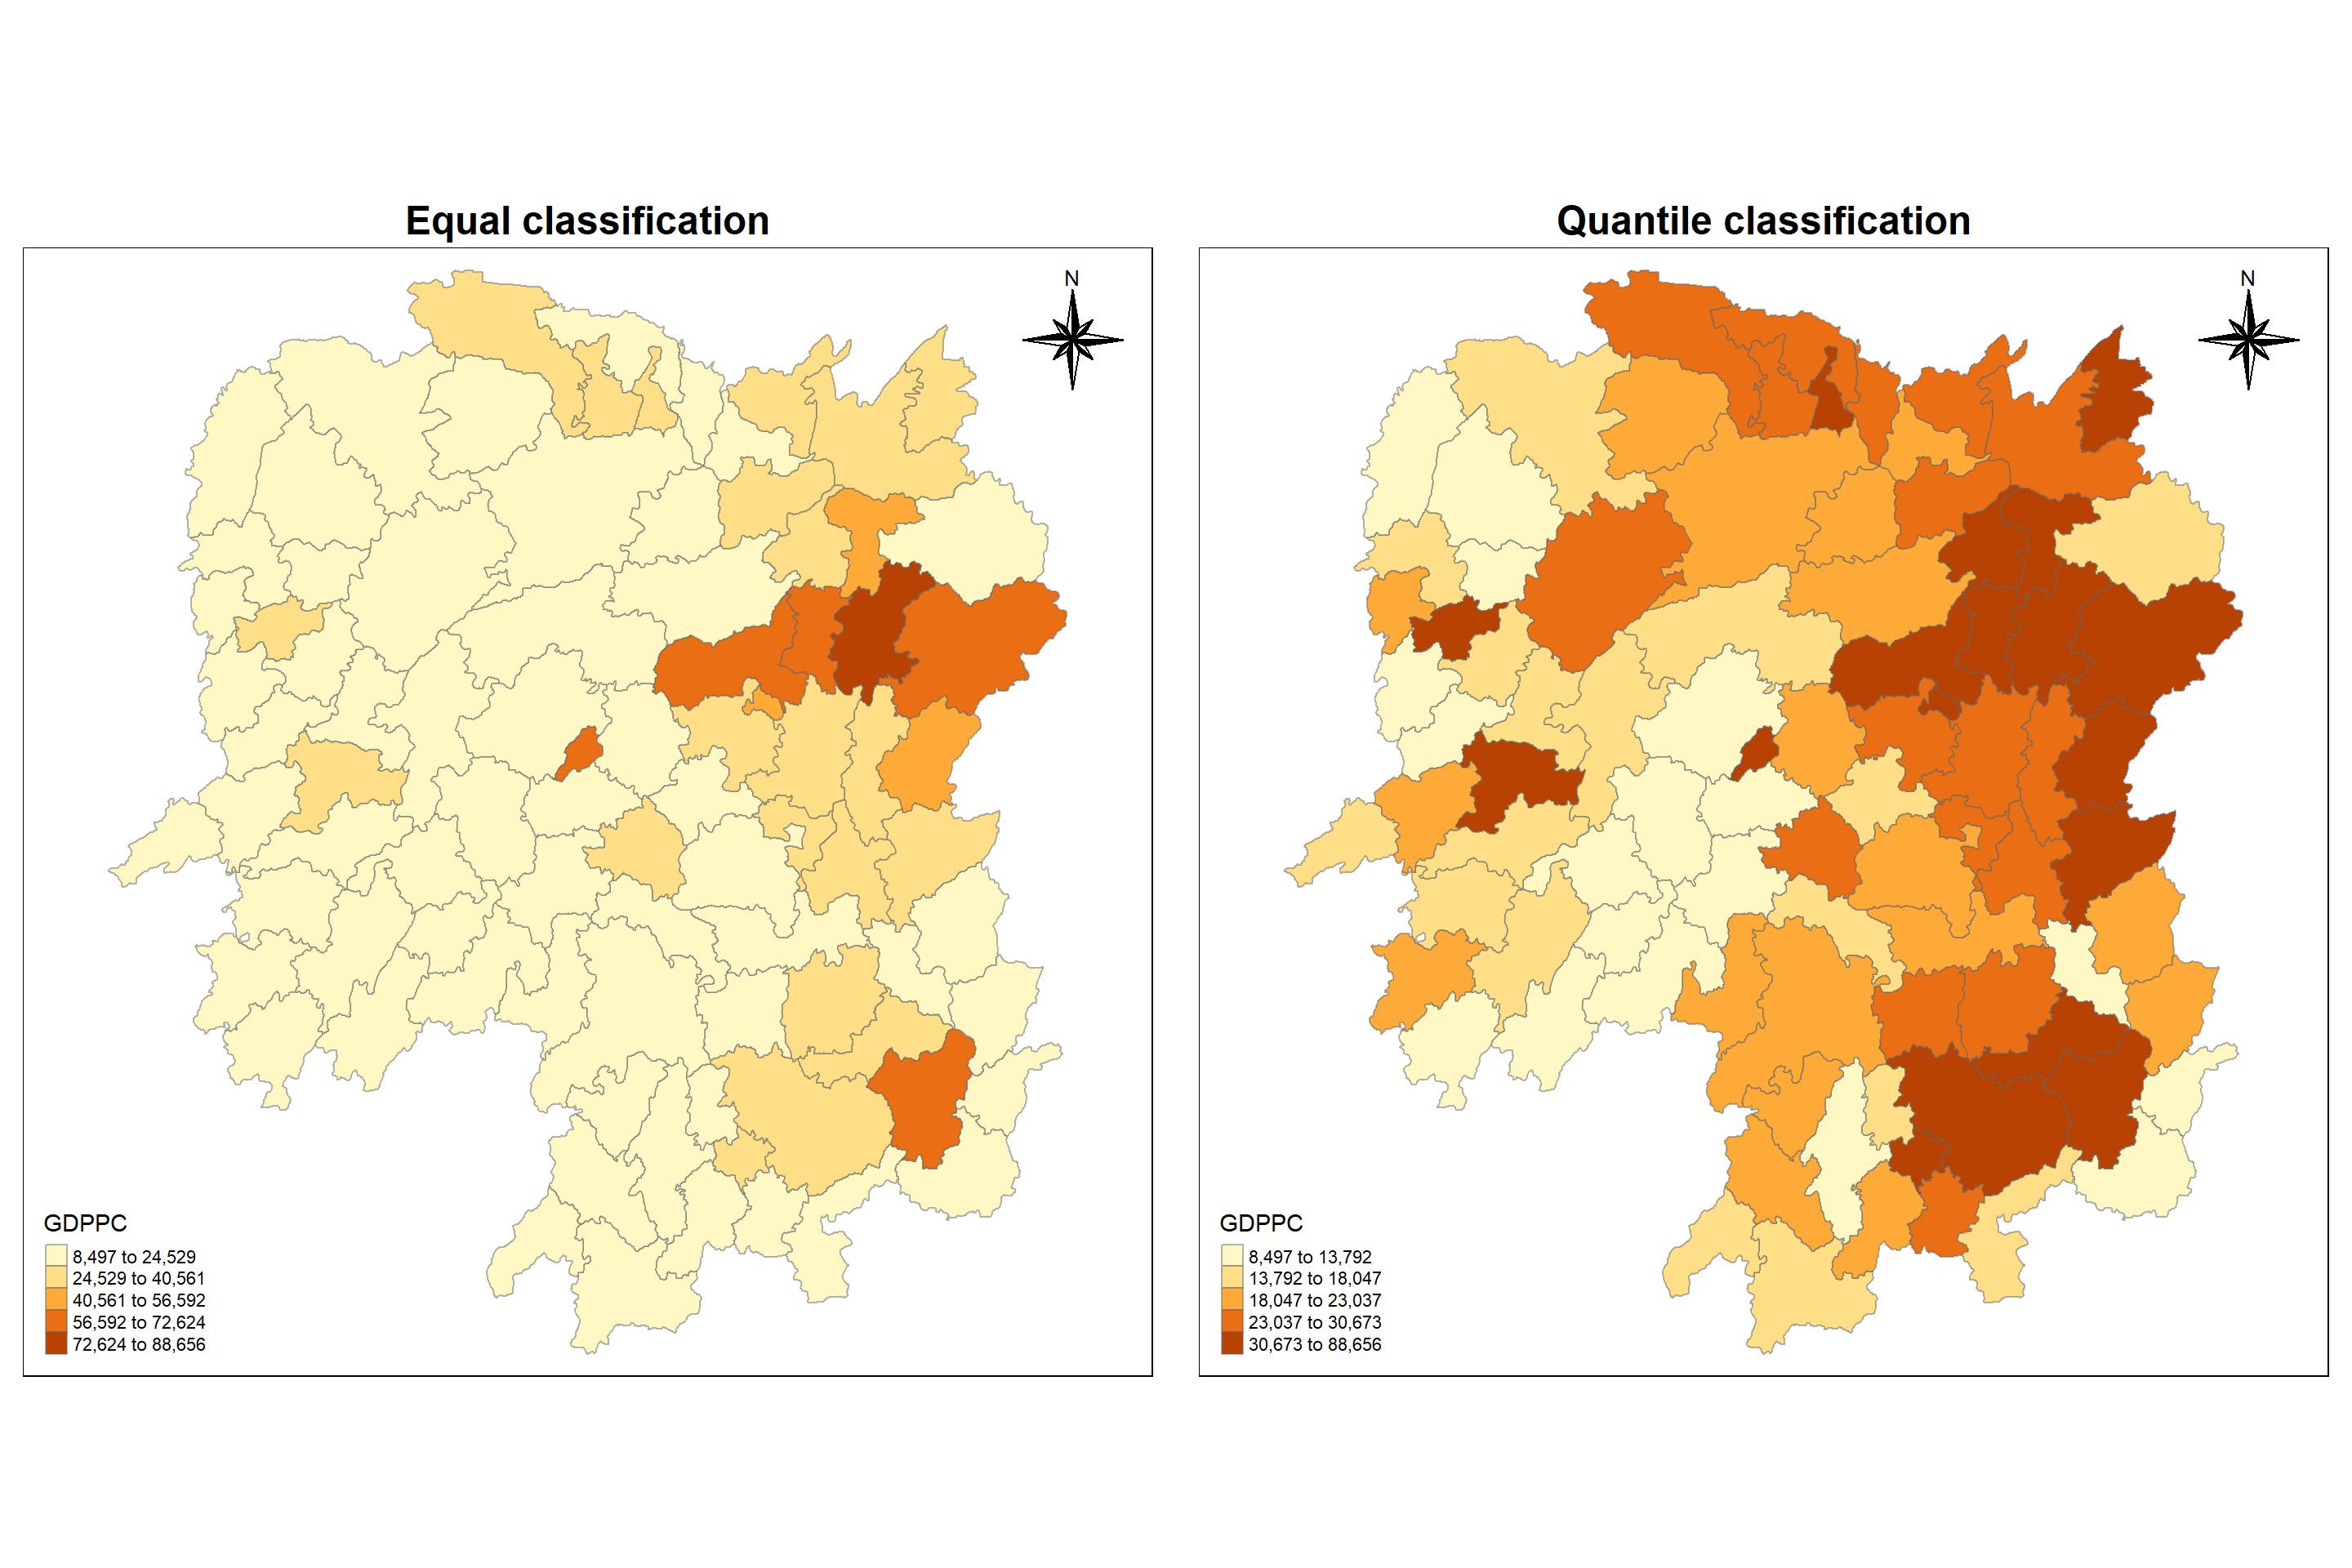 Equal classification
N
GDPPC
8,497 to 24,529
24,529 to 40,561
40,561 to 56,592
56,592 to 72,624
72,624 to 88,656
Quantile classification
N
GDPPC
8,497 to 13,792
13,792 to 18,047
18,047 to 23,037
23,037 to 30,673
30,673 to 88,656